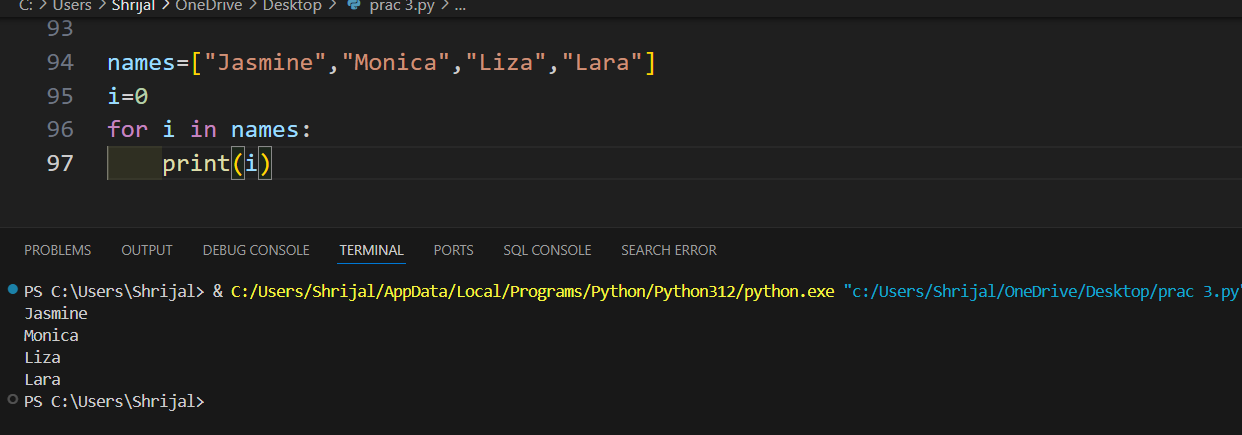 C: > Users > Shrijal > OneDrive > Desktop > prac 3.py > ...
93
94 names=["Jasmine","Monica","Liza","Lara"]
95 i=0
96 for i in names:
97     print(i)
PROBLEMS OUTPUT DEBUG CONSOLE TERMINAL PORTS SQL CONSOLE SEARCH ERROR
PS C:\Users\Shrijal> & C:/Users/Shrijal/AppData/Local/Programs/Python/Python312/python.exe "c:/Users/Shrijal/OneDrive/Desktop/prac 3.py"
Jasmine
Monica
Liza
Lara
PS C:\Users\Shrijal>